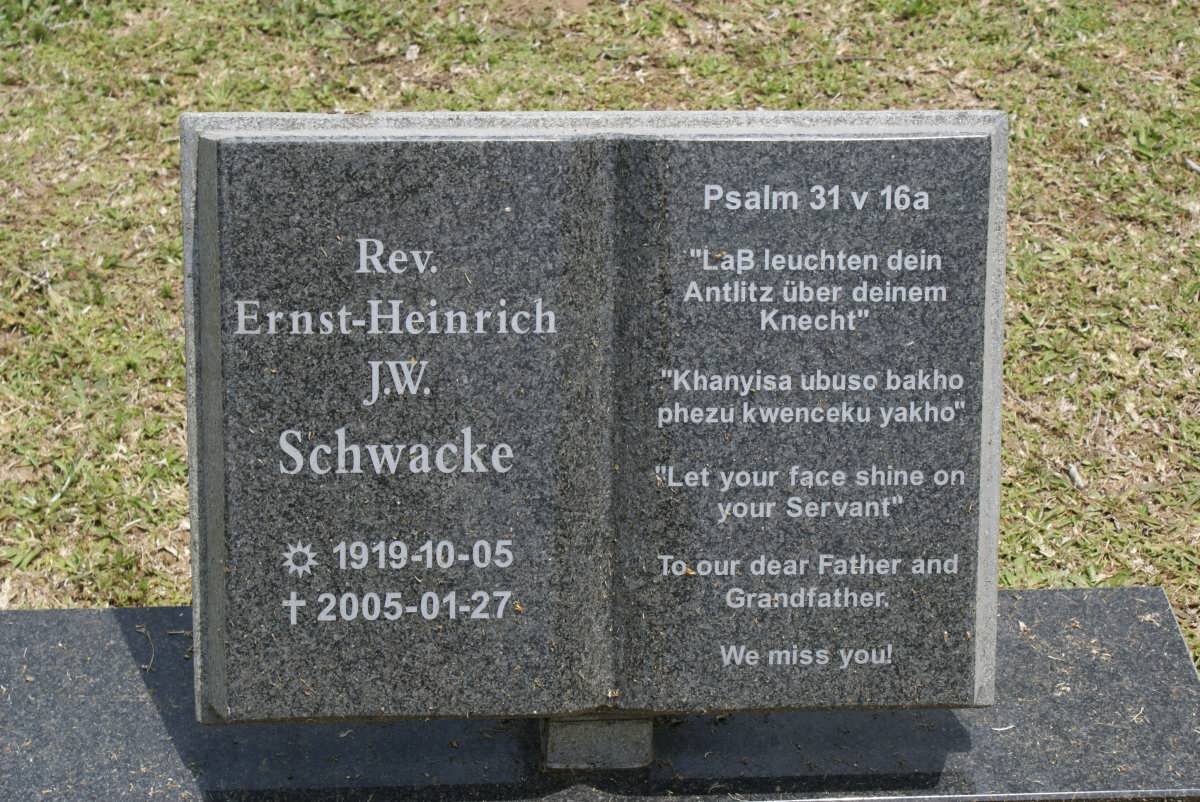 Rev.
Ernst-Heinrich
J.W.
Schwacke
1919-10-05
2005-01-27
Psalm 31 v 16a
"LaB leuchten dein
Antlitz über deinem
Knecht"
"Khanyisa ubuso bakho
phezu kwenceku yakho"
"Let your face shine on
your Servant"
To our dear Father and
Grandfather.
We miss you!